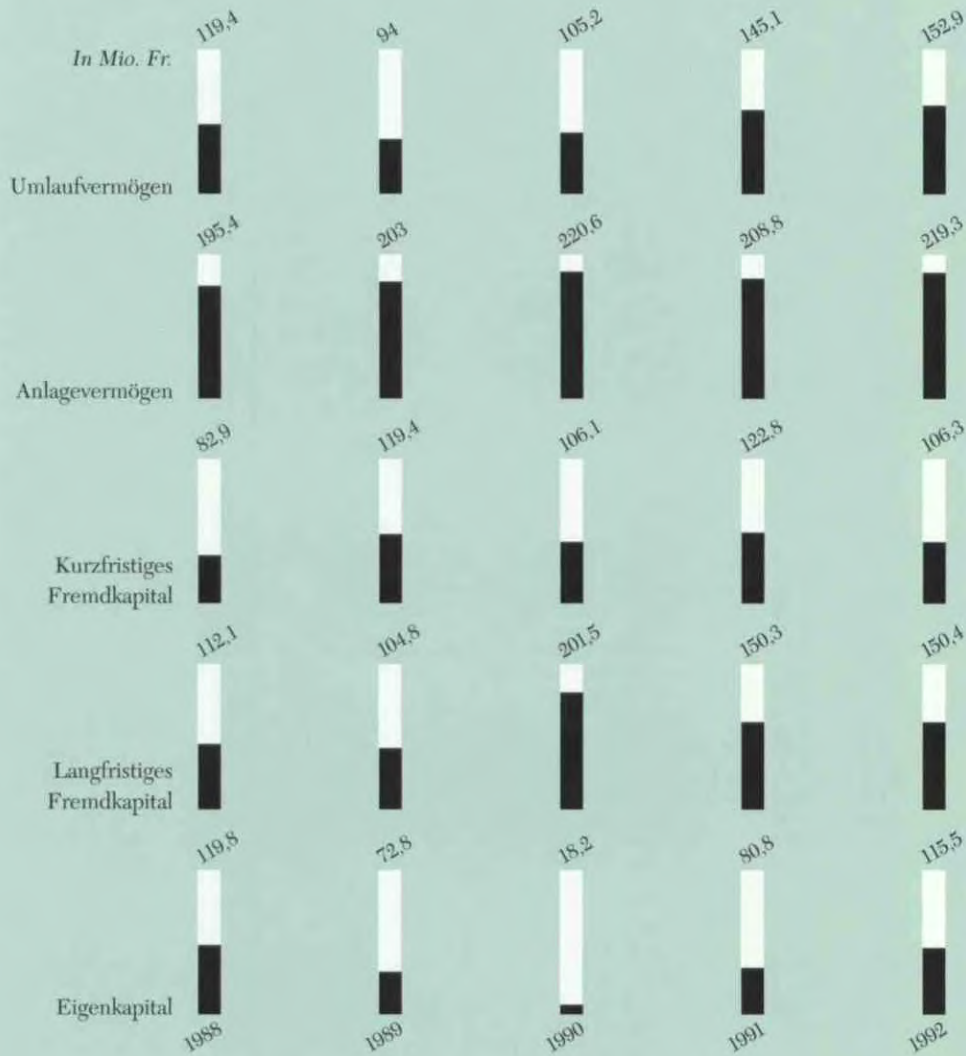 119,4 94 105,2 145,1 152,9
In Mio. Fr.
Umlaufvermögen
195,4 203 220,6 208,8 219,3
Anlagevermögen
82,9 119,4 106,1 122,8 106,3
Kurzfristiges
Fremdkapital
112,1 104,8 201,5 150,3 150,4
Langfristiges
Fremdkapital
119,8 72,8 18,2 80,8 115,5
Eigenkapital
1988 1989 1990 1991 1992